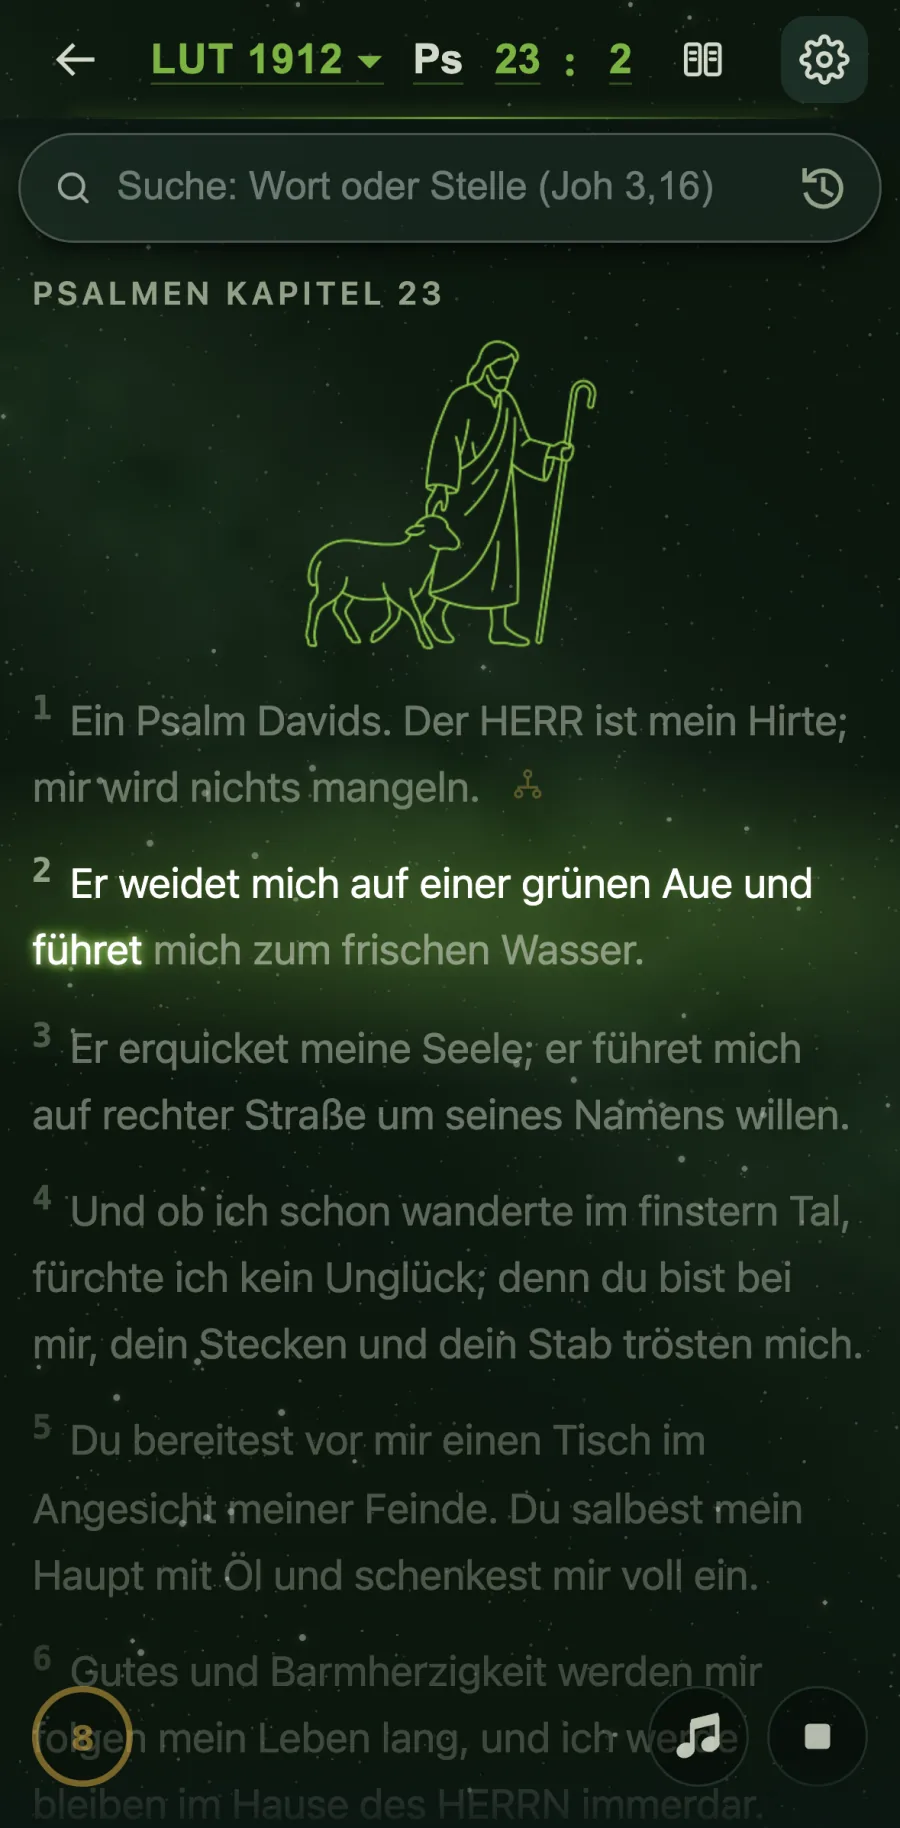 LUT 1912 Ps 23 : 2
Suche: Wort oder Stelle (Joh 3,16)
PSALMEN KAPITEL 23
1 Ein Psalm Davids. Der HERR ist mein Hirte;
mir wird nichts mangeln.
2 Er weidet mich auf einer grünen Aue und
führet mich zum frischen Wasser.
3 Er erquicket meine Seele; er führet mich
auf rechter Straße um seines Namens willen.
4 Und ob ich schon wanderte im finstern Tal,
fürchte ich kein Unglück; denn du bist bei
mir, dein Stecken und dein Stab trösten mich.
5 Du bereitest vor mir einen Tisch im
Angesicht meiner Feinde. Du salbest mein
Haupt mit Öl und schenkest mir voll ein.
6 Gutes und Barmherzigkeit werden mir
folgen mein Leben lang, und ich werde
8
bleiben im Hause des HERRN immerdar.